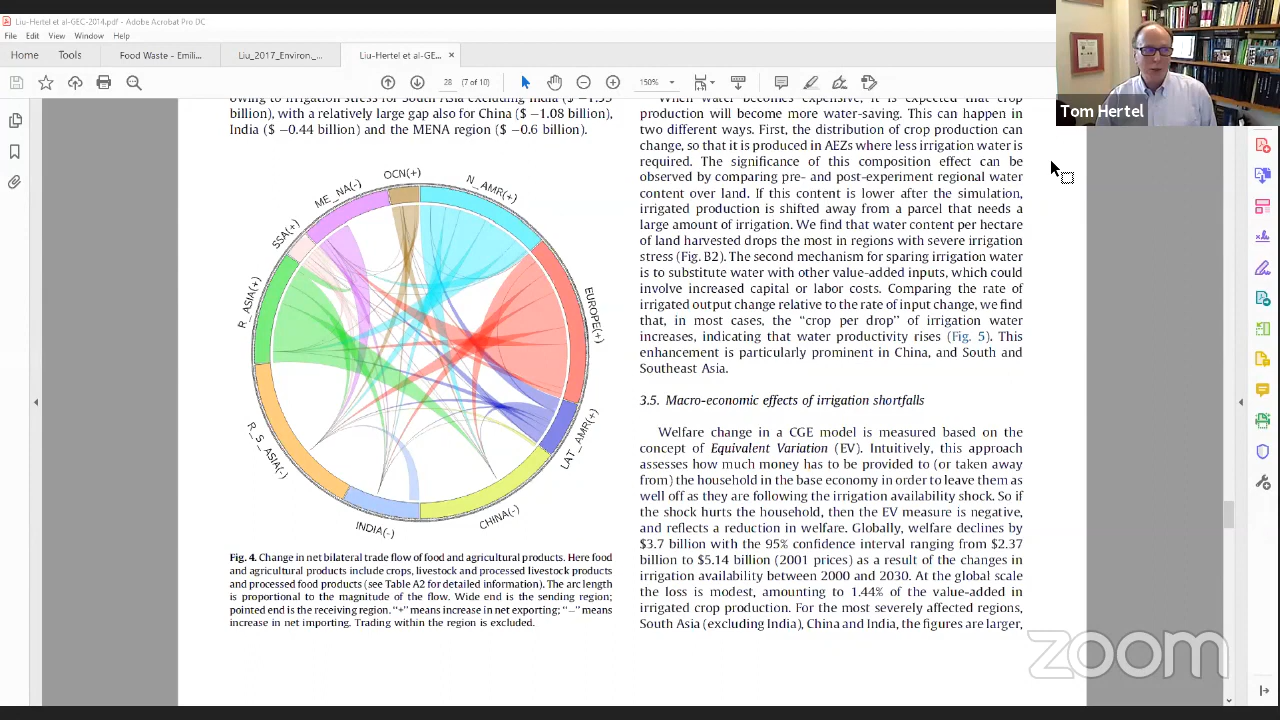 Liu-Hertel et al-GEC-2014.pdf - Adobe Acrobat Pro DC
File Edit View Window Help
Home Tools Food Waste - Emili... Liu_2017_Environ_... Liu-Hertel et al-GE... ×
28 (7 of 10) 150%
Tom Hertel
owing to irrigation stress for South Asia excluding India ($ −1.55
billion), with a relatively large gap also for China ($ −1.08 billion),
India ($ −0.44 billion) and the MENA region ($ −0.6 billion).
OCN(+)
N_AMR(+)
ME_NA(-)
SSA(+)
R_ASIA(+)
EUROPE(+)
LAT_AMR(+)
R_S_ASIA(-)
INDIA(-)
CHINA(-)
Fig. 4. Change in net bilateral trade flow of food and agricultural products. Here food
and agricultural products include crops, livestock and processed livestock products
and processed food products (see Table A2 for detailed information). The arc length
is proportional to the magnitude of the flow. Wide end is the sending region;
pointed end is the receiving region. "+" means increase in net exporting; "−" means
increase in net importing. Trading within the region is excluded.
When water becomes expensive, it is expected that crop
production will become more water-saving. This can happen in
two different ways. First, the distribution of crop production can
change, so that it is produced in AEZs where less irrigation water is
required. The significance of this composition effect can be
observed by comparing pre- and post-experiment regional water
content over land. If this content is lower after the simulation,
irrigated production is shifted away from a parcel that needs a
large amount of irrigation. We find that water content per hectare
of land harvested drops the most in regions with severe irrigation
stress (Fig. B2). The second mechanism for sparing irrigation water
is to substitute water with other value-added inputs, which could
involve increased capital or labor costs. Comparing the rate of
irrigated output change relative to the rate of input change, we find
that, in most cases, the "crop per drop" of irrigation water
increases, indicating that water productivity rises (Fig. 5). This
enhancement is particularly prominent in China, and South and
Southeast Asia.
3.5. Macro-economic effects of irrigation shortfalls
Welfare change in a CGE model is measured based on the
concept of Equivalent Variation (EV). Intuitively, this approach
assesses how much money has to be provided to (or taken away
from) the household in the base economy in order to leave them as
well off as they are following the irrigation availability shock. So if
the shock hurts the household, then the EV measure is negative,
and reflects a reduction in welfare. Globally, welfare declines by
$3.7 billion with the 95% confidence interval ranging from $2.37
billion to $5.14 billion (2001 prices) as a result of the changes in
irrigation availability between 2000 and 2030. At the global scale
the loss is modest, amounting to 1.44% of the value-added in
irrigated crop production. For the most severely affected regions,
South Asia (excluding India), China and India, the figures are larger,
zoom